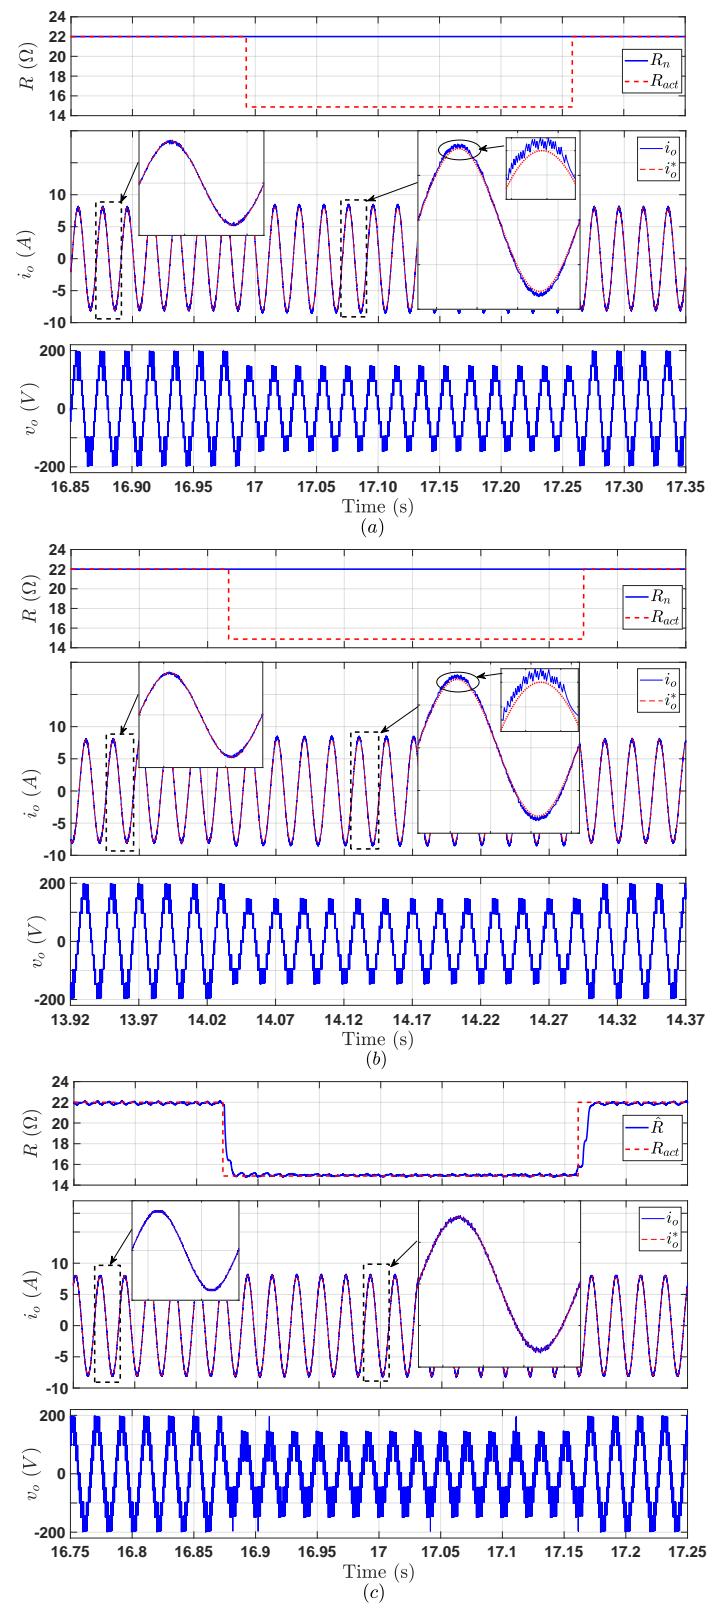 24
22
20
18
16
14
R (Ω)
R_n
R_act
10
5
0
-5
-10
i_o (A)
i_o
i_o^*
200
0
-200
v_o (V)
16.85 16.90 16.95 17 17.05 17.10 17.15 17.20 17.25 17.30 17.35
Time (s)
(a)
24
22
20
18
16
14
R (Ω)
R_n
R_act
10
5
0
-5
-10
i_o (A)
i_o
i_o^*
200
0
-200
v_o (V)
13.92 13.97 14.02 14.07 14.12 14.17 14.22 14.27 14.32 14.37
Time (s)
(b)
24
22
20
18
16
14
R (Ω)
R̂
R_act
10
5
0
-5
-10
i_o (A)
i_o
i_o^*
200
0
-200
v_o (V)
16.75 16.8 16.85 16.9 16.95 17 17.05 17.1 17.15 17.2 17.25
Time (s)
(c)